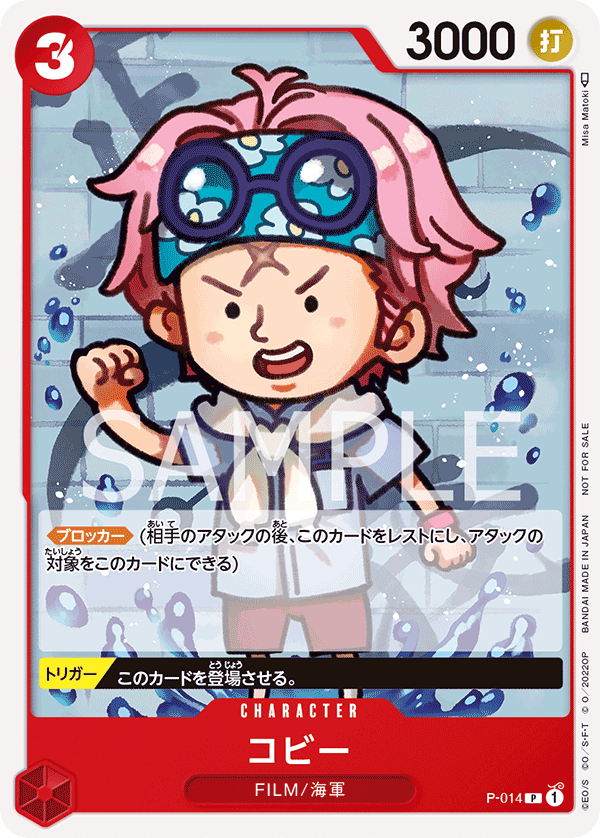 3
3000
打
Misa Matoki
SAMPLE
ブロッカー (相手のアタックの後、このカードをレストにし、アタックの
対象をこのカードにできる)
トリガー このカードを登場させる。
CHARACTER
コビー
FILM/海軍
P-014 P 1
©EO/S ©O/S・F・T © O/2022OP BANDAI MADE IN JAPAN NOT FOR SALE